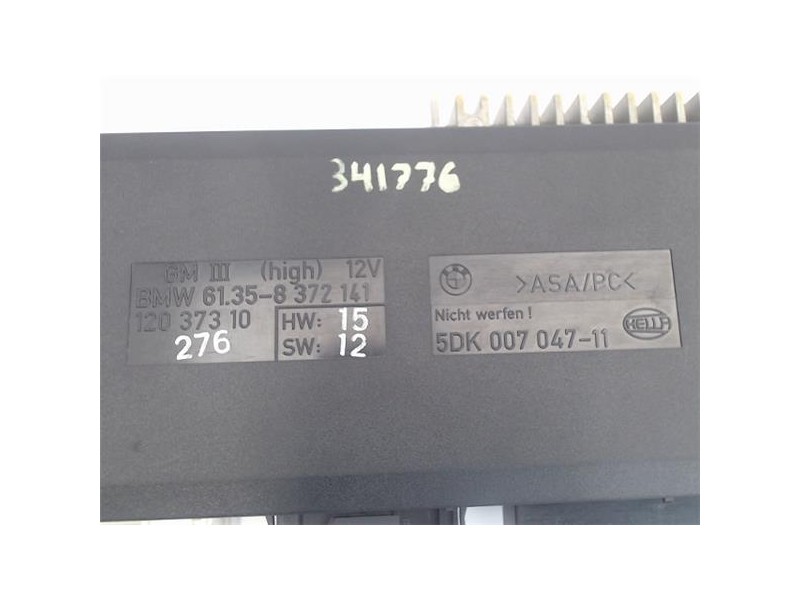 341776
GM III (high) 12V
BMW 61.35-8 372 141
120 373 10
276
HW: 15
SW: 12
>ASA/PC<
Nicht werfen !
5DK 007 047-11
HELLA